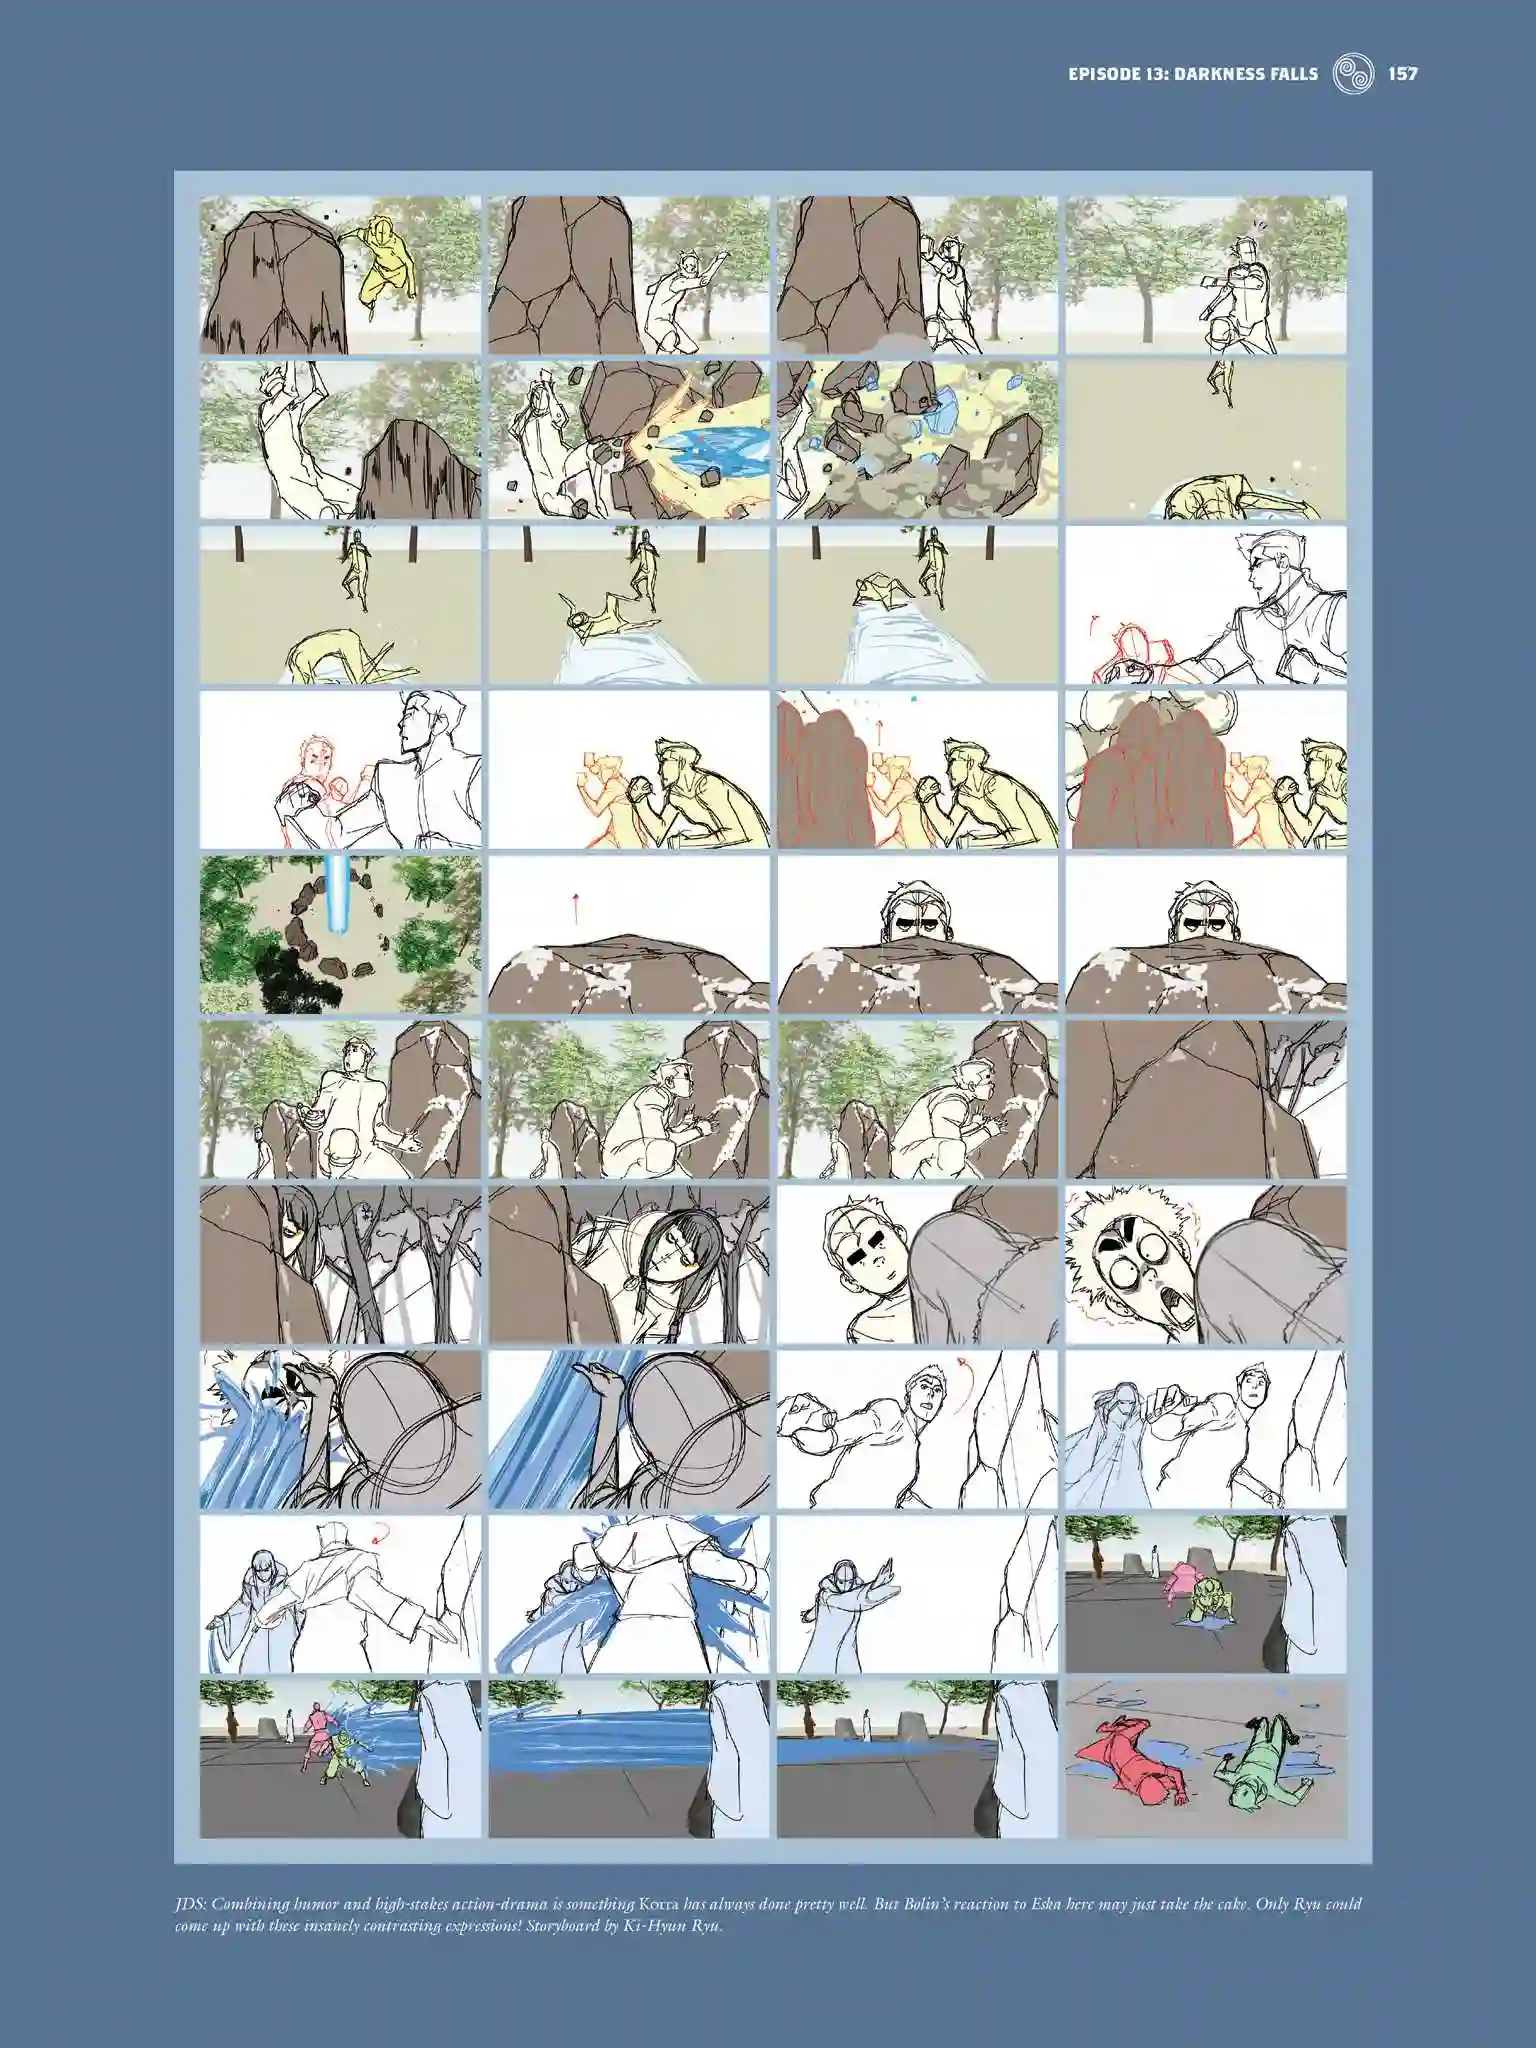 EPISODE 13: DARKNESS FALLS 157
JDS: Combining humor and high-stakes action-drama is something Korra has always done pretty well. But Bolin's reaction to Eska here may just take the cake. Only Ryu could
come up with these insanely contrasting expressions! Storyboard by Ki-Hyun Ryu.